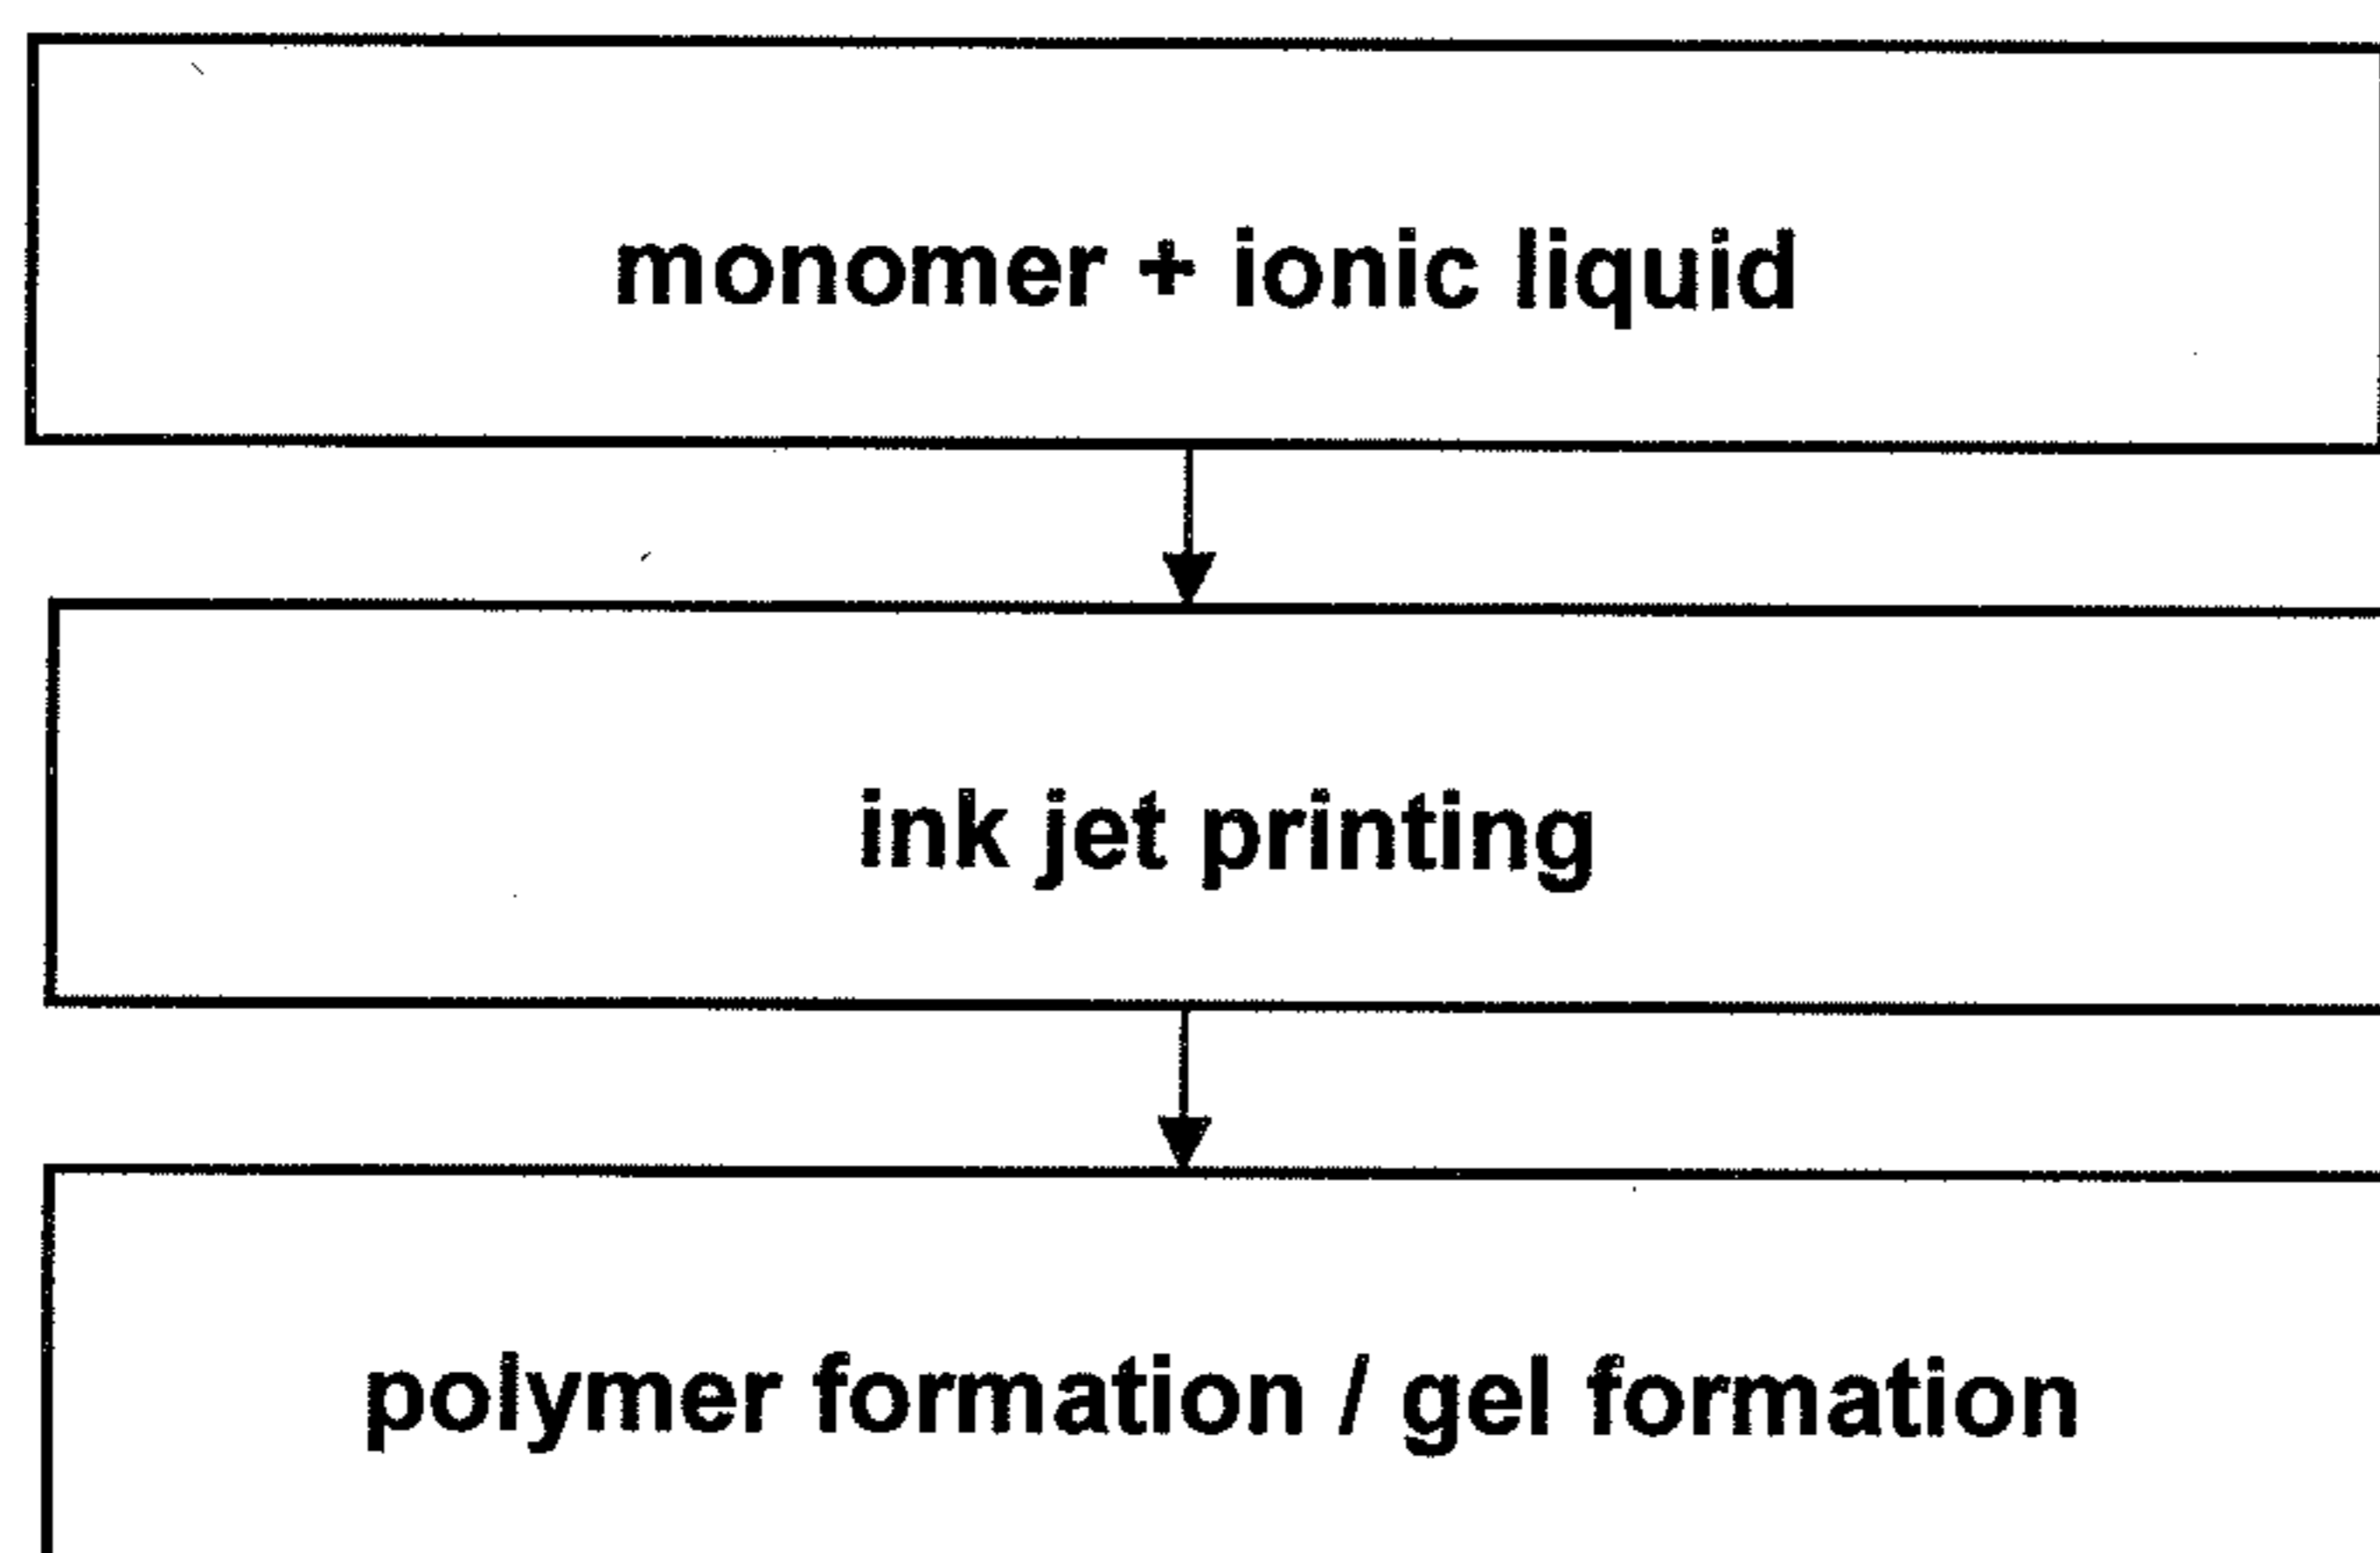 monomer + ionic liquid
ink jet printing
polymer formation / gel formation